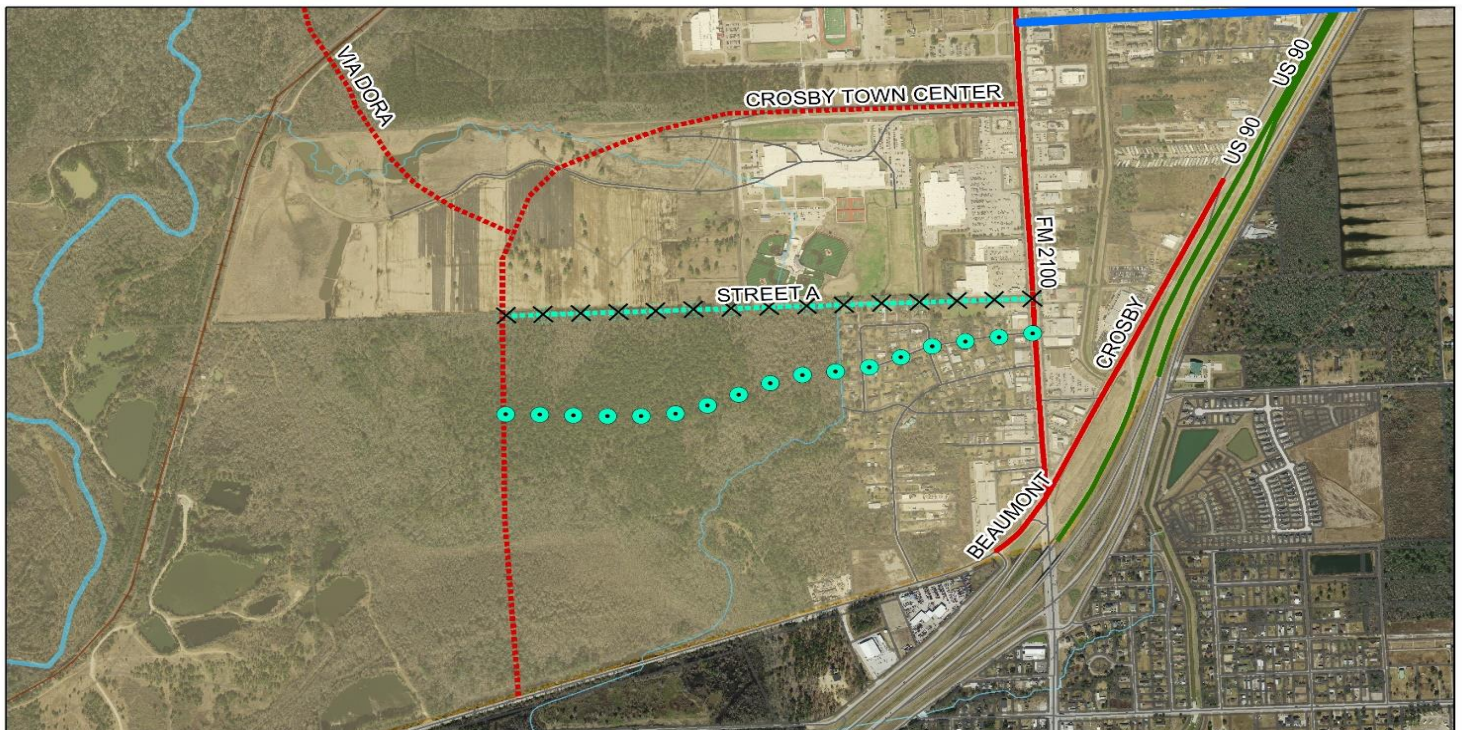 VIA DORA
CROSBY TOWN CENTER
US 90
US 90
FM 2100
STREET A
CROSBY
BEAUMONT